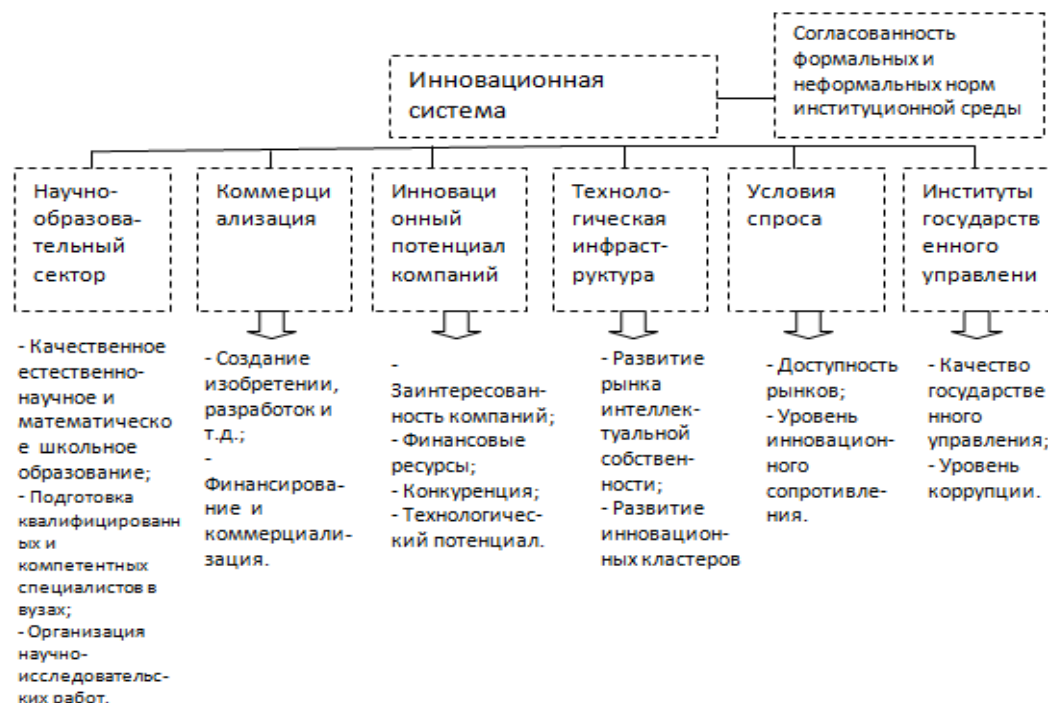 Инновационная
система
Согласованность
формальных и
неформальных норм
институционной среды
Научно-
образова-
тельный
сектор
Коммерци
ализация
Инноваци
онный
потенциал
компаний
Техноло-
гическая
инфраст-
руктура
Условия
спроса
Институты
государств
енного
управлени
- Качественное
естественно-
научное и
математическо
е школьное
образование;
- Подготовка
квалифицированн
ых и
компетентных
специалистов в
вузах;
- Организация
научно-
исследовательс-
ких работ.
- Создание
изобретении,
разработок и
т.д.;
-
Финансирова-
ние и
коммерциали-
зация.
-
Заинтересован-
ность компаний;
- Финансовые
ресурсы;
- Конкуренция;
- Технологичес-
кий потенциал.
- Развитие
рынка
интеллек-
туальной
собствен-
ности;
- Развитие
инновацион-
ных кластеров
- Доступность
рынков;
- Уровень
инновацион-
ного
сопротивле-
ния.
- Качество
государстве
нного
управления;
- Уровень
коррупции.